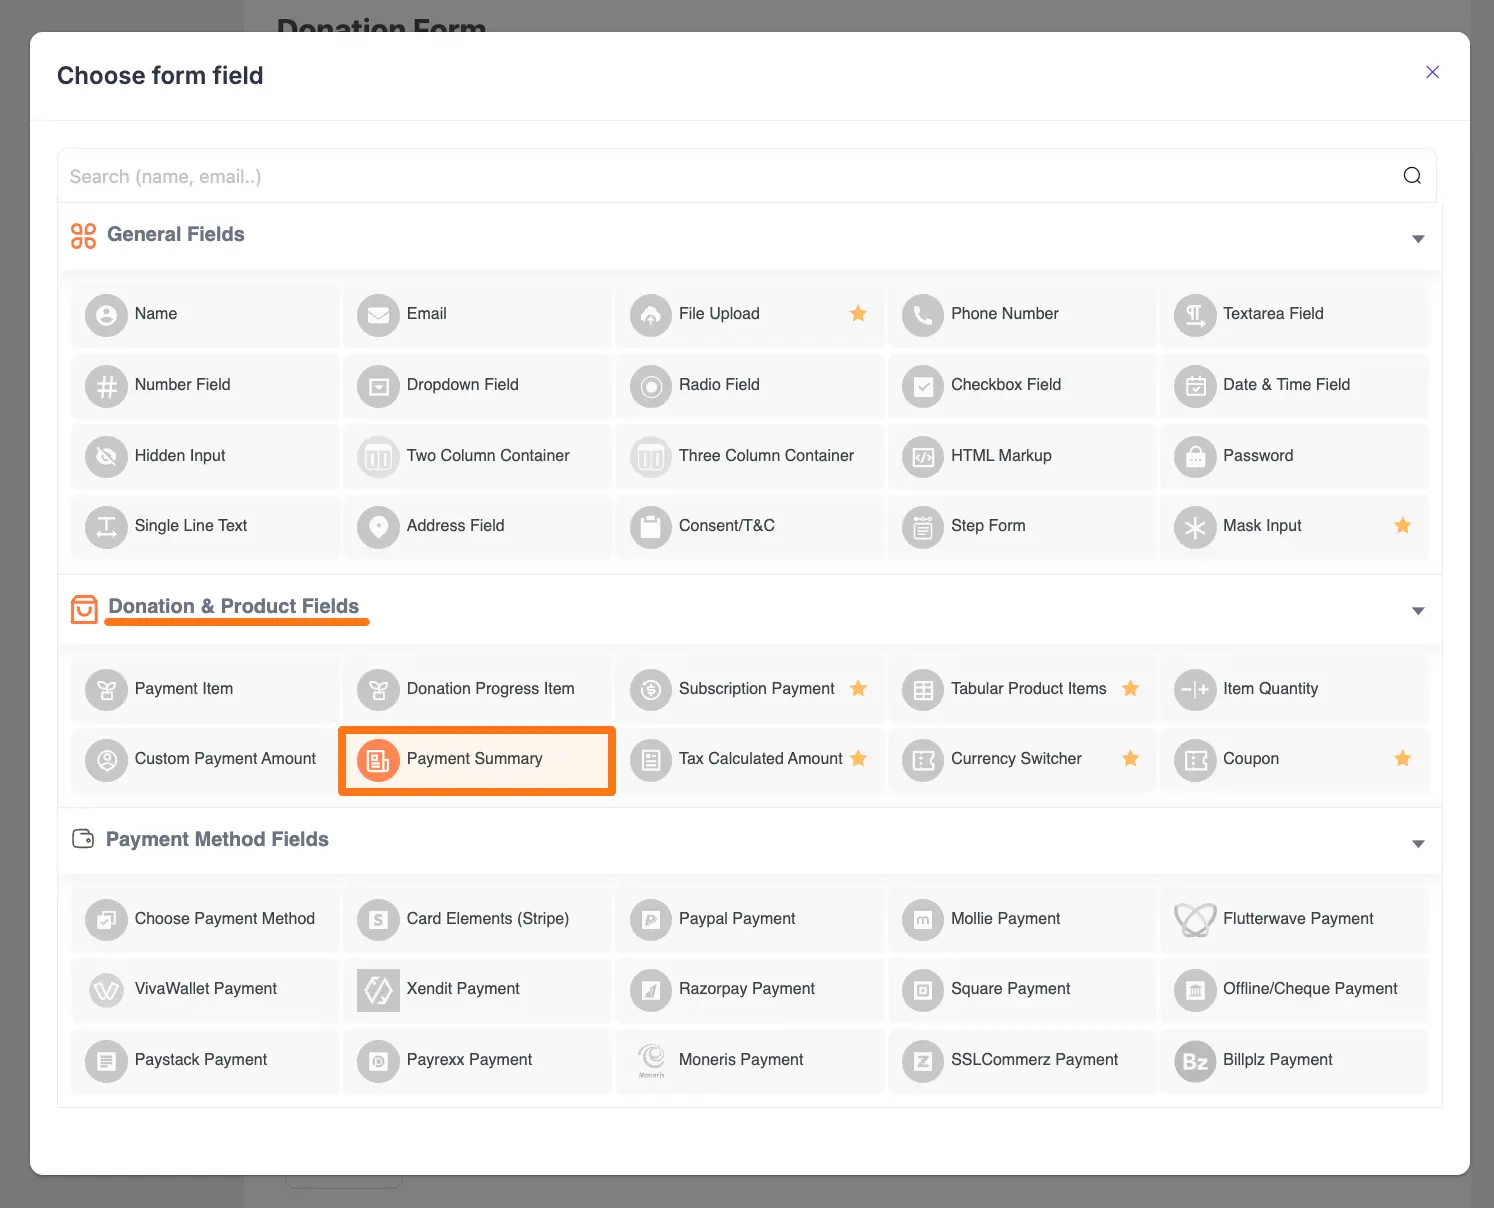 Donation Form
Choose form field
Search (name, email..)
General Fields
Name
Email
File Upload
Phone Number
Textarea Field
Number Field
Dropdown Field
Radio Field
Checkbox Field
Date & Time Field
Hidden Input
Two Column Container
Three Column Container
HTML Markup
Password
Single Line Text
Address Field
Consent/T&C
Step Form
Mask Input
Donation & Product Fields
Payment Item
Donation Progress Item
Subscription Payment
Tabular Product Items
Item Quantity
Custom Payment Amount
Payment Summary
Tax Calculated Amount
Currency Switcher
Coupon
Payment Method Fields
Choose Payment Method
Card Elements (Stripe)
Paypal Payment
Mollie Payment
Flutterwave Payment
VivaWallet Payment
Xendit Payment
Razorpay Payment
Square Payment
Offline/Cheque Payment
Paystack Payment
Payrexx Payment
Moneris
Moneris Payment
SSLCommerz Payment
Bz
Billplz Payment